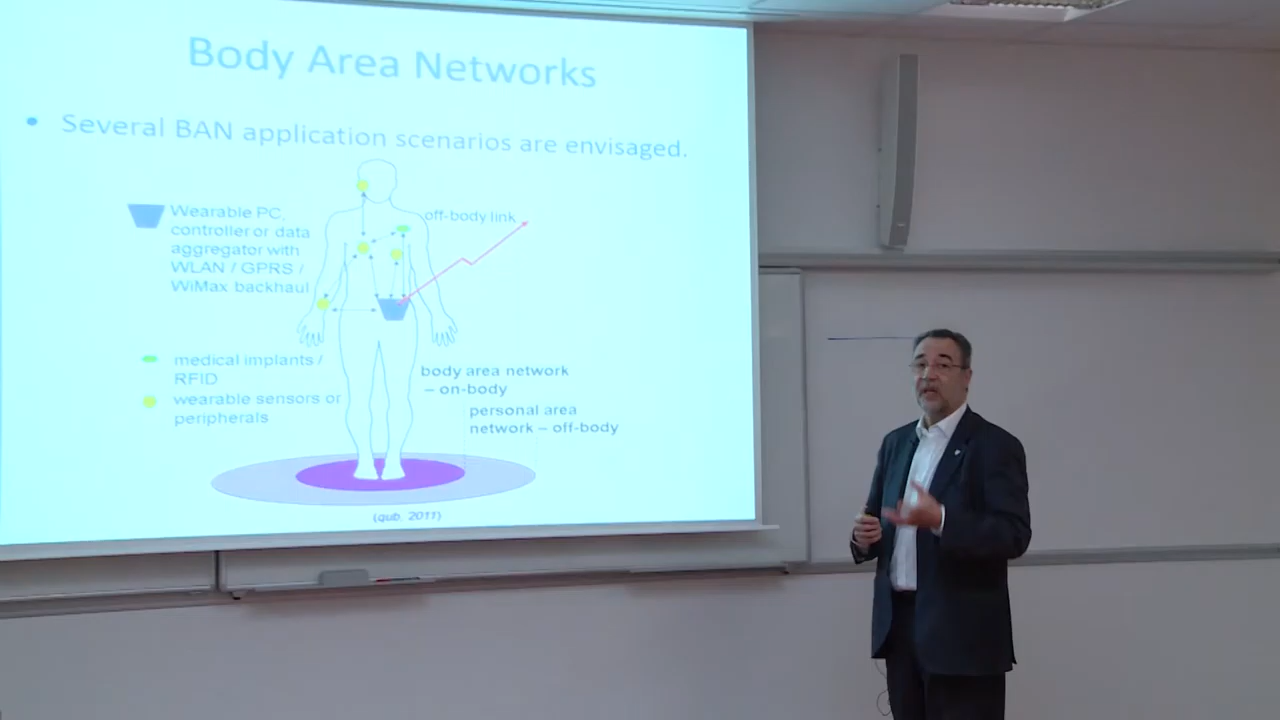 Body Area Networks
• Several BAN application scenarios are envisaged.
Wearable PC,
controller or data
aggregator with
WLAN / GPRS /
WiMax backhaul
off-body link
medical implants /
RFID
wearable sensors or
peripherals
body area network
– on-body
personal area
network – off-body
(qub, 2011)